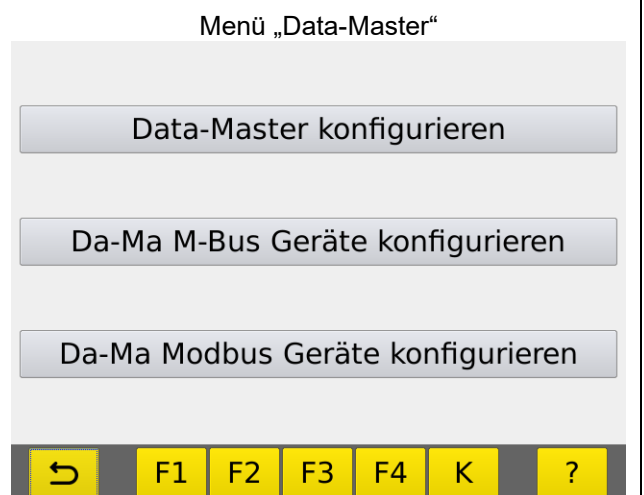 Menü „Data-Master“
Data-Master konfigurieren
Da-Ma M-Bus Geräte konfigurieren
Da-Ma Modbus Geräte konfigurieren
F1 F2 F3 F4 K ?